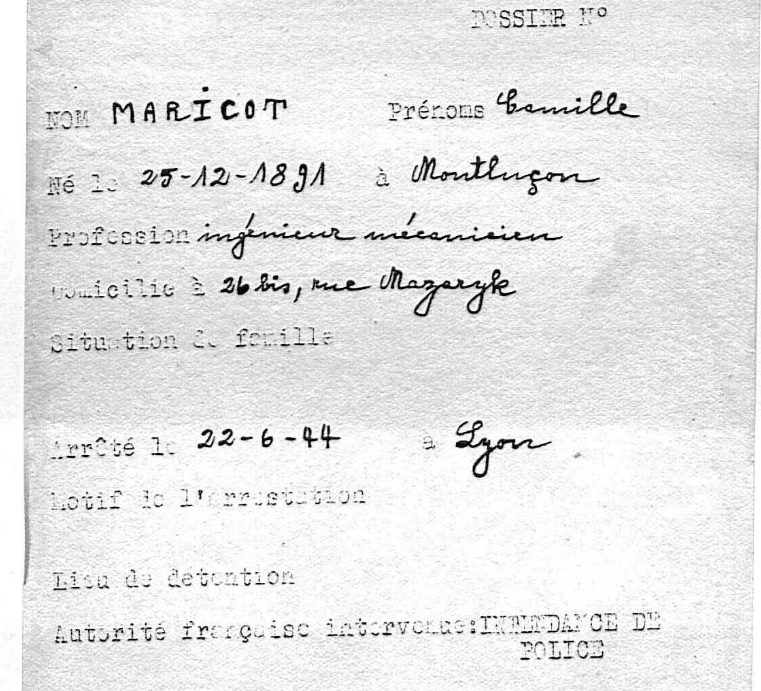 DOSSIER N°
NOM MARICOT Prénoms Camille
Né le 25-12-1891 à Montluçon
Profession ingénieur mécanicien
Domicilié à 26 bis, rue Mazaryk
Situation de famille
Arrêté le 22-6-44 à Lyon
Motif de l'arrestation
Lieu de detention
Autorité française intervenue:INTENDANCE DE
POLICE